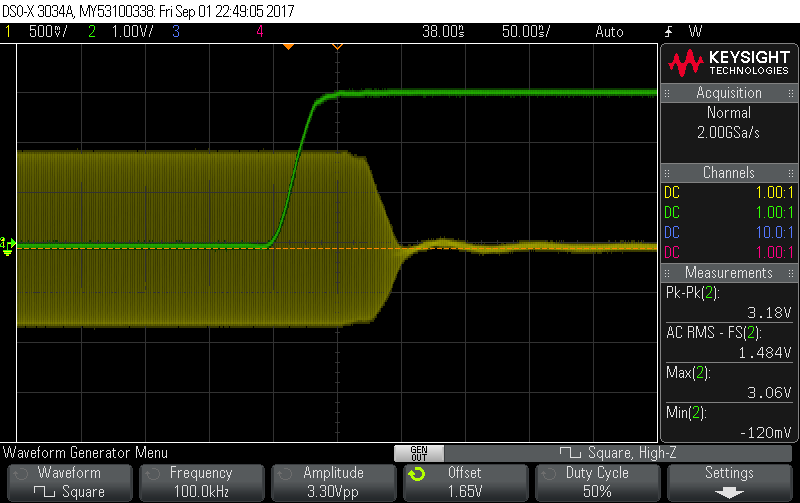 DSO-X 3034A, MY53100338: Fri Sep 01 22:49:05 2017
1 500mV/ 2 1.00V/ 3 4 38.00ns 50.00ns/ Auto W
KEYSIGHT
TECHNOLOGIES
Acquisition
Normal
2.00GSa/s
Channels
DC 1.00:1
DC 1.00:1
DC 10.0:1
DC 1.00:1
Measurements
Pk-Pk(2):
3.18V
AC RMS - FS(2):
1.484V
Max(2):
3.06V
Min(2):
-120mV
Waveform Generator Menu
GEN
OUT
Square, High-Z
Waveform
Square
Frequency
100.0kHz
Amplitude
3.30Vpp
Offset
1.65V
Duty Cycle
50%
Settings